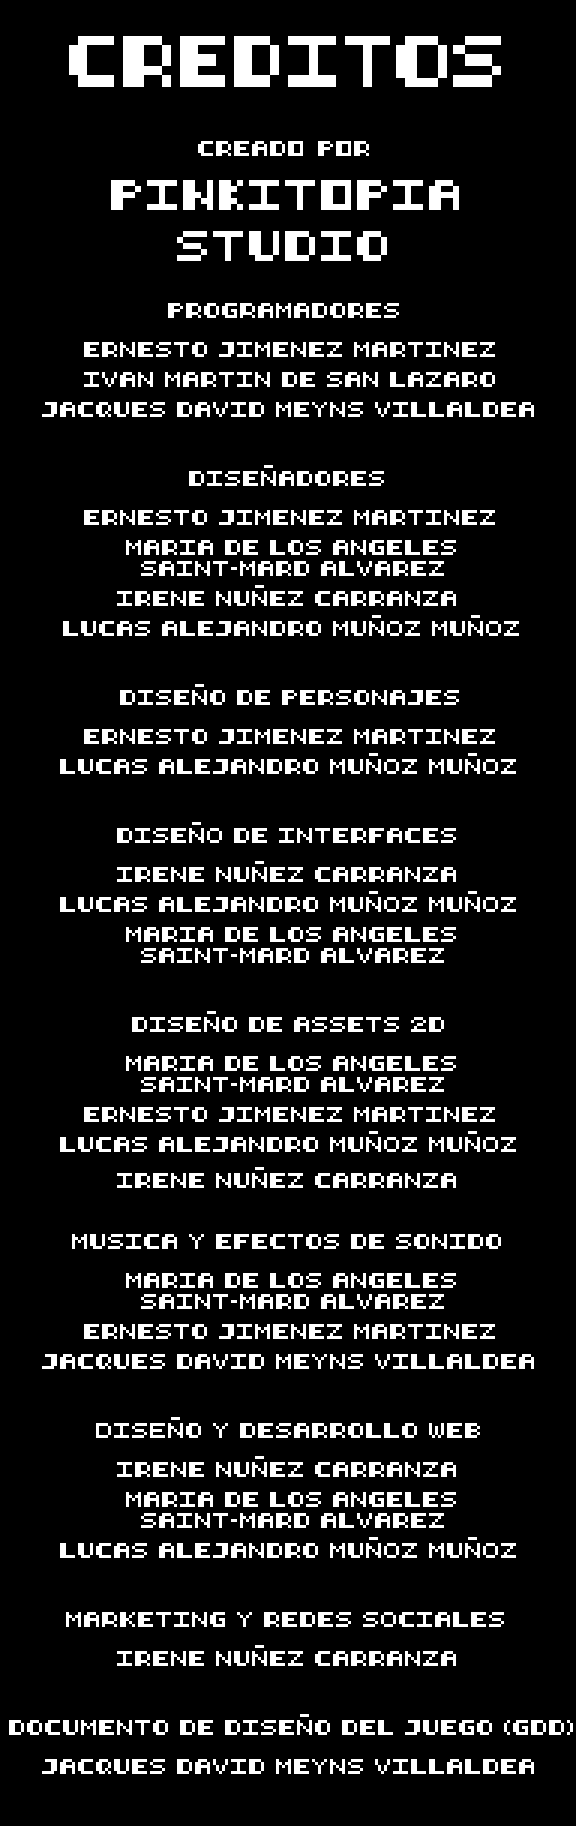 CREDITOS
CREADO POR
PINKITOPIA
STUDIO
PROGRAMADORES
ERNESTO JIMENEZ MARTINEZ
IVAN MARTIN DE SAN LAZARO
JACQUES DAVID MEYNS VILLALDEA
DISEÑADORES
ERNESTO JIMENEZ MARTINEZ
MARIA DE LOS ANGELES
SAINT-MARD ALVAREZ
IRENE NUÑEZ CARRANZA
LUCAS ALEJANDRO MUÑOZ MUÑOZ
DISEÑO DE PERSONAJES
ERNESTO JIMENEZ MARTINEZ
LUCAS ALEJANDRO MUÑOZ MUÑOZ
DISEÑO DE INTERFACES
IRENE NUÑEZ CARRANZA
LUCAS ALEJANDRO MUÑOZ MUÑOZ
MARIA DE LOS ANGELES
SAINT-MARD ALVAREZ
DISEÑO DE ASSETS 2D
MARIA DE LOS ANGELES
SAINT-MARD ALVAREZ
ERNESTO JIMENEZ MARTINEZ
LUCAS ALEJANDRO MUÑOZ MUÑOZ
IRENE NUÑEZ CARRANZA
MUSICA Y EFECTOS DE SONIDO
MARIA DE LOS ANGELES
SAINT-MARD ALVAREZ
ERNESTO JIMENEZ MARTINEZ
JACQUES DAVID MEYNS VILLALDEA
DISEÑO Y DESARROLLO WEB
IRENE NUÑEZ CARRANZA
MARIA DE LOS ANGELES
SAINT-MARD ALVAREZ
LUCAS ALEJANDRO MUÑOZ MUÑOZ
MARKETING Y REDES SOCIALES
IRENE NUÑEZ CARRANZA
DOCUMENTO DE DISEÑO DEL JUEGO (GDD)
JACQUES DAVID MEYNS VILLALDEA